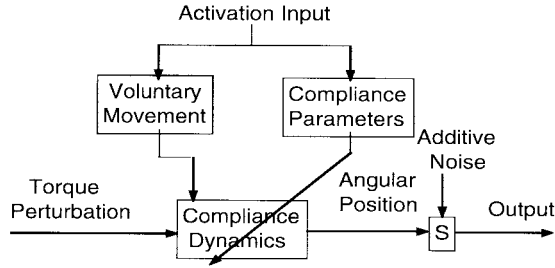 Activation Input
Voluntary
Movement
Compliance
Parameters
Additive
Noise
Torque
Perturbation
Angular
Position
Compliance
Dynamics
S
Output